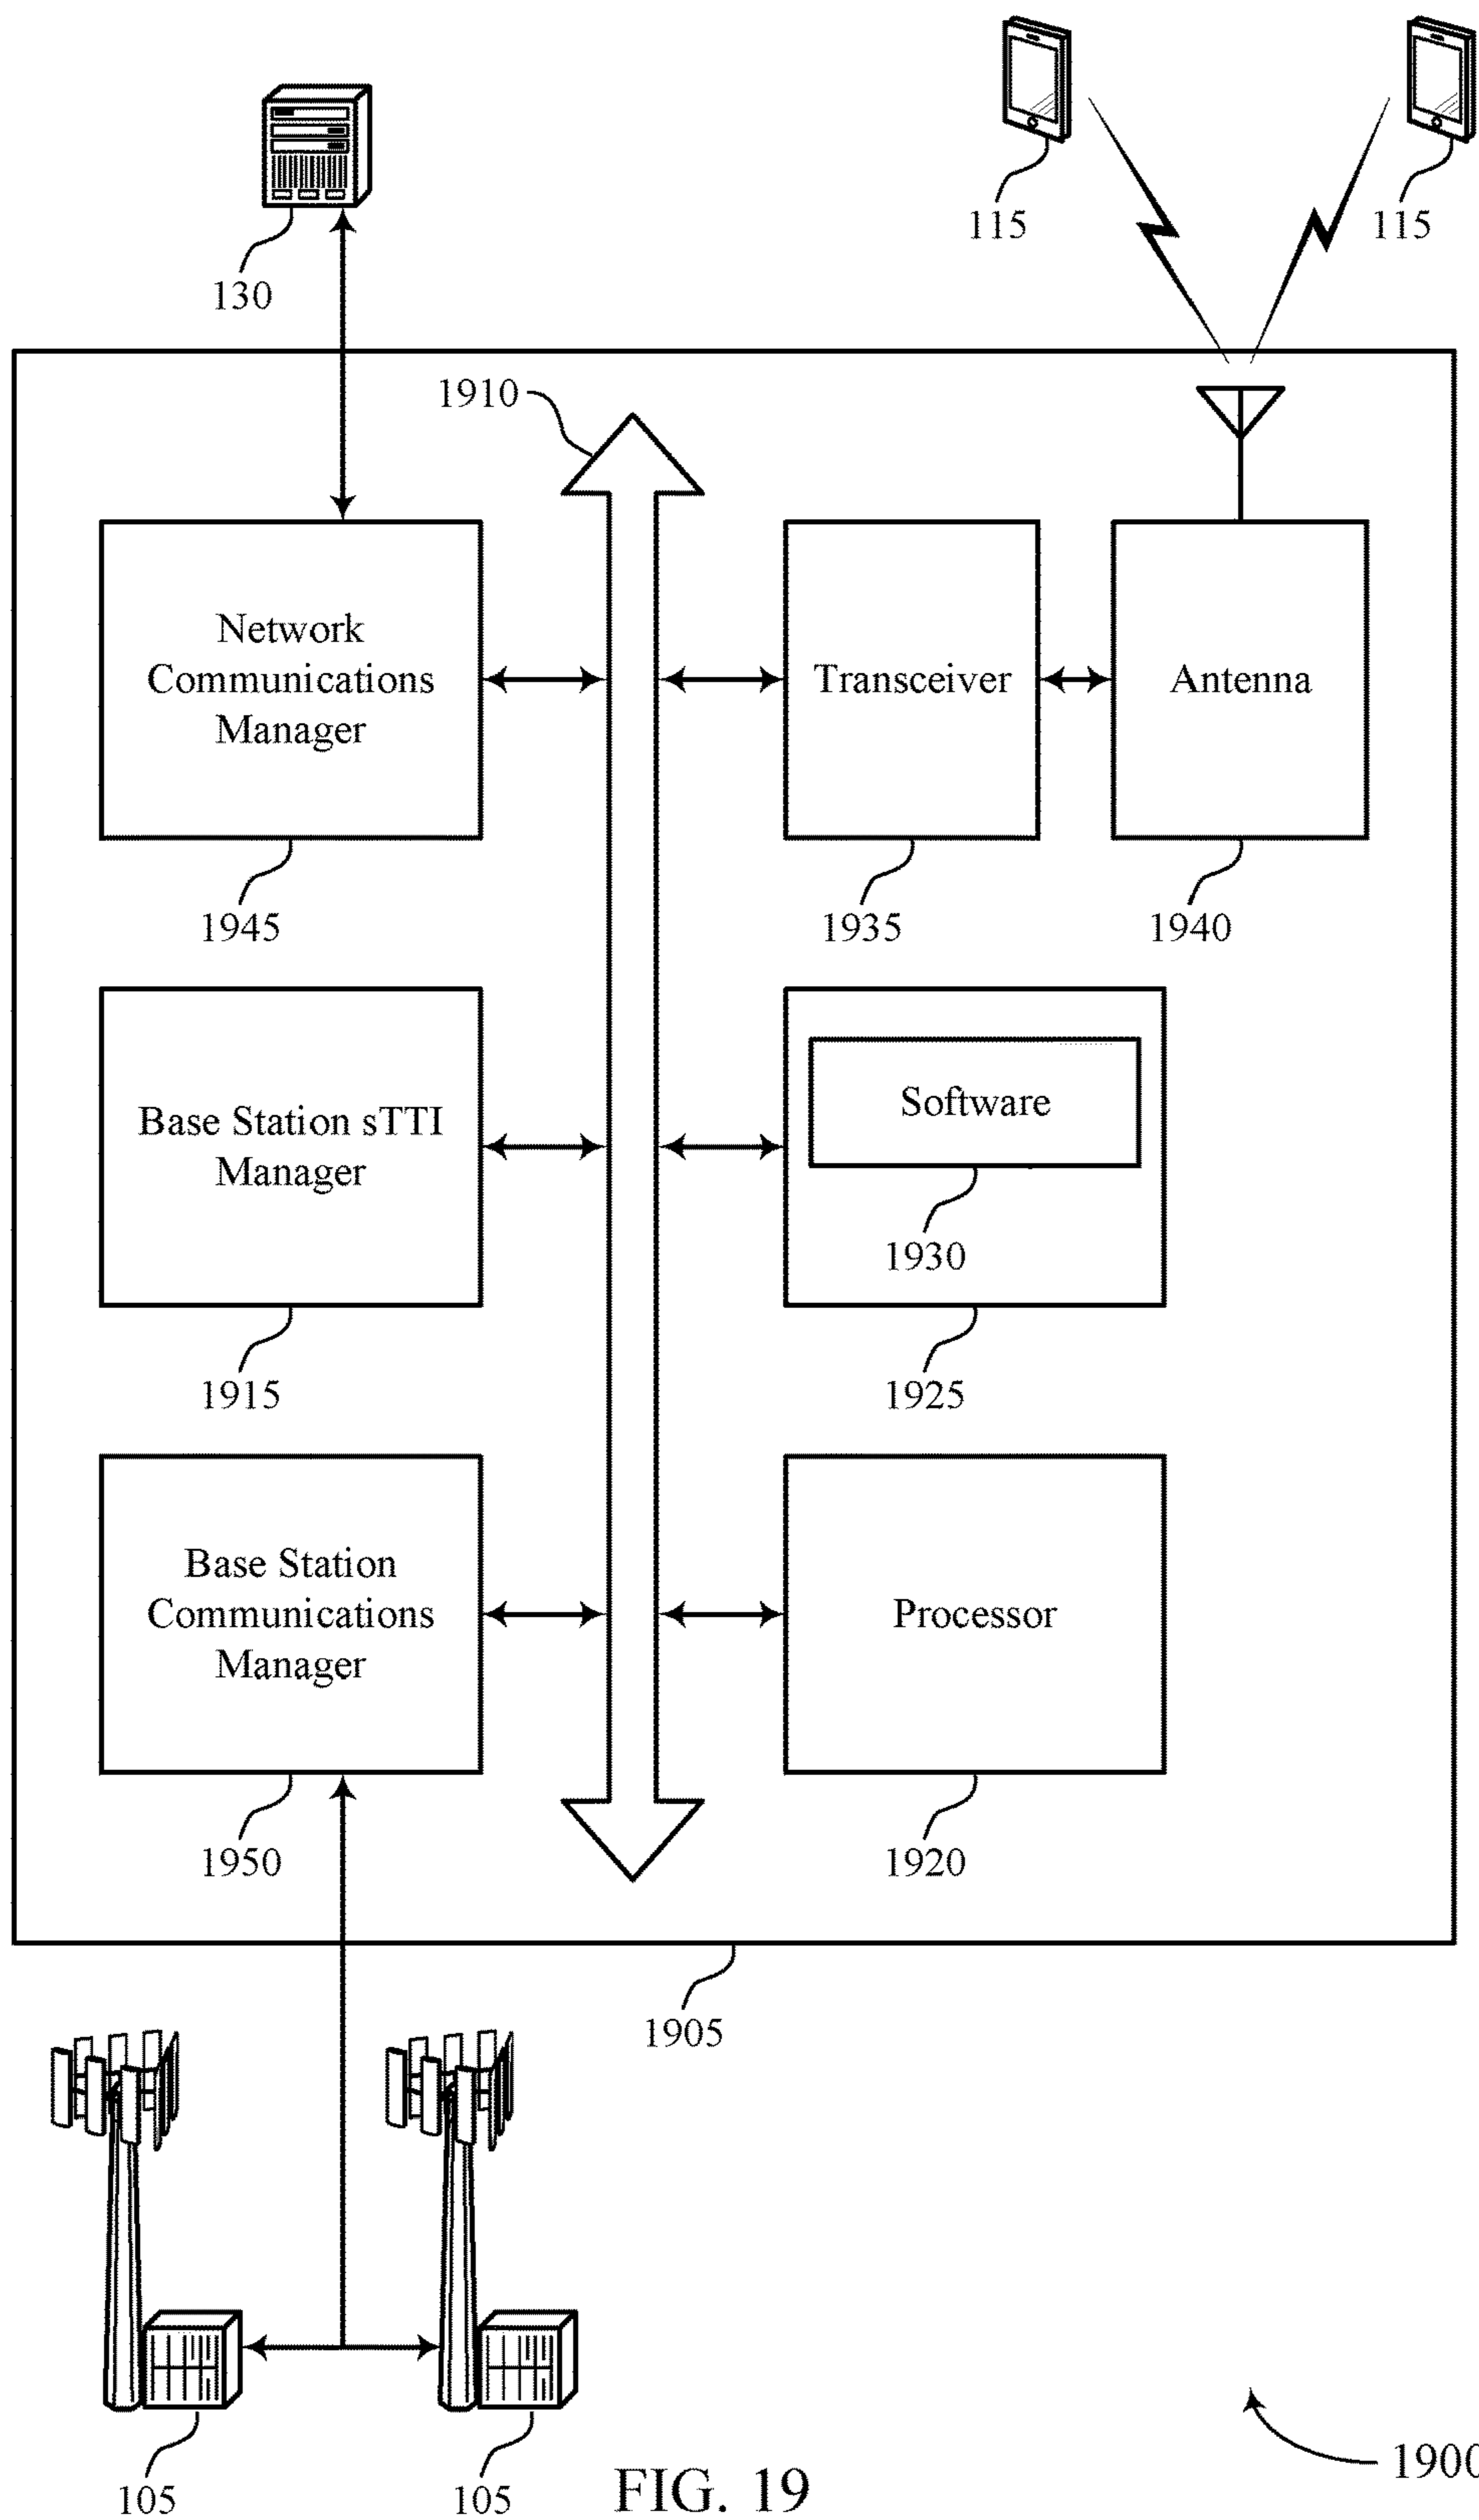 115
115
130
1910
Network
Communications
Manager
Transceiver
Antenna
1945
1935
1940
Base Station sTTI
Manager
Software
1930
1915
1925
Base Station
Communications
Manager
Processor
1950
1920
1905
105
105
FIG. 19
1900